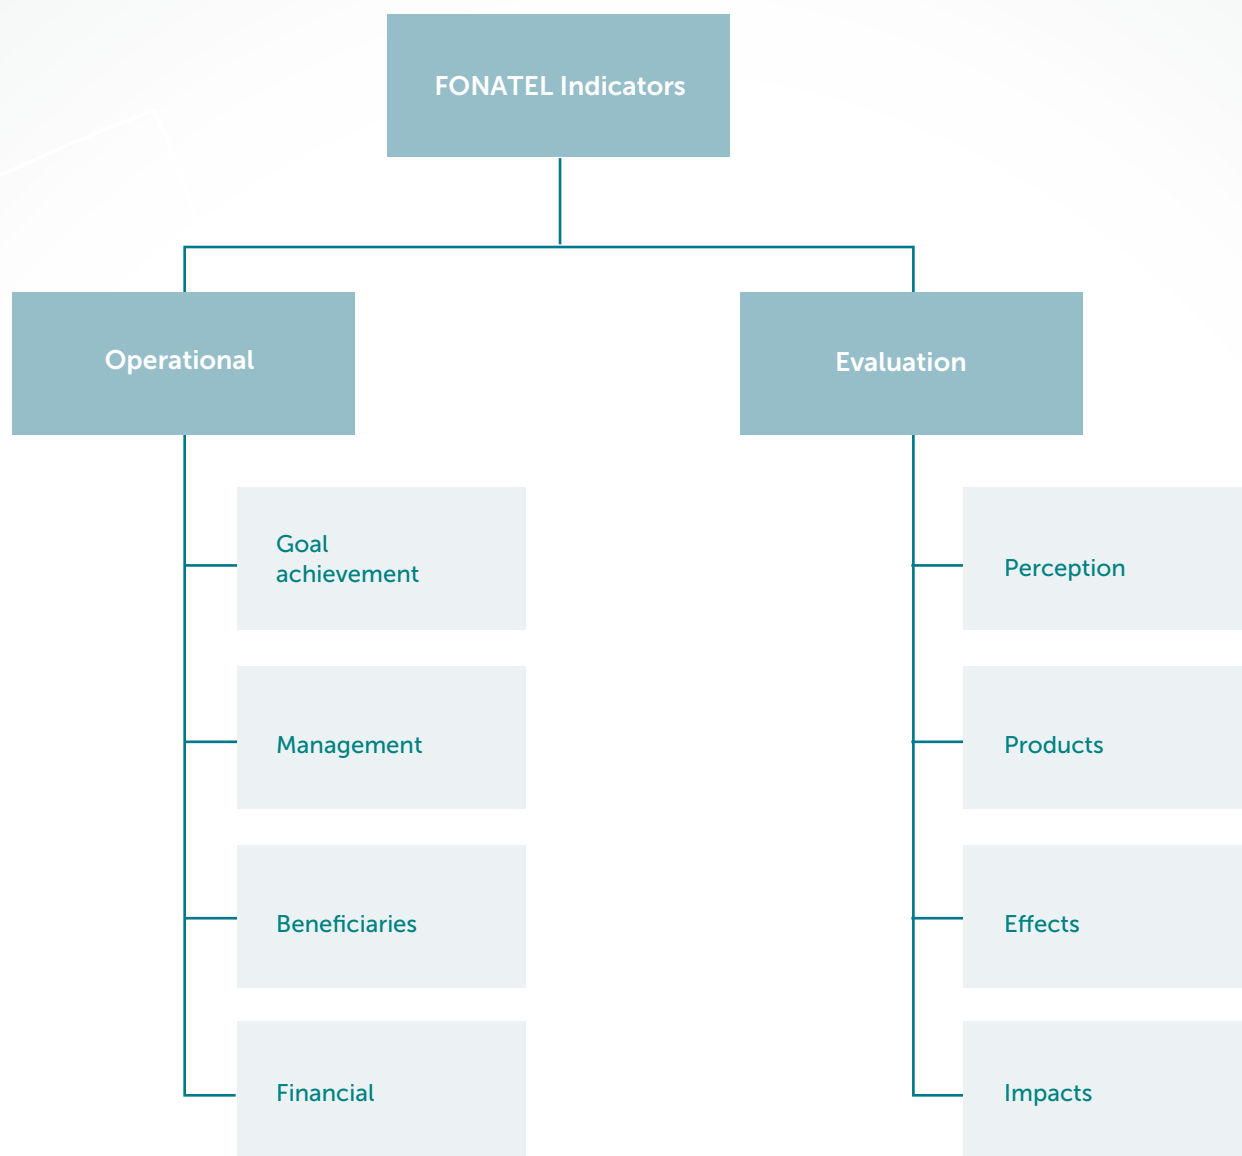 FONATEL Indicators
Operational
Evaluation
Goal
achievement
Management
Beneficiaries
Financial
Perception
Products
Effects
Impacts